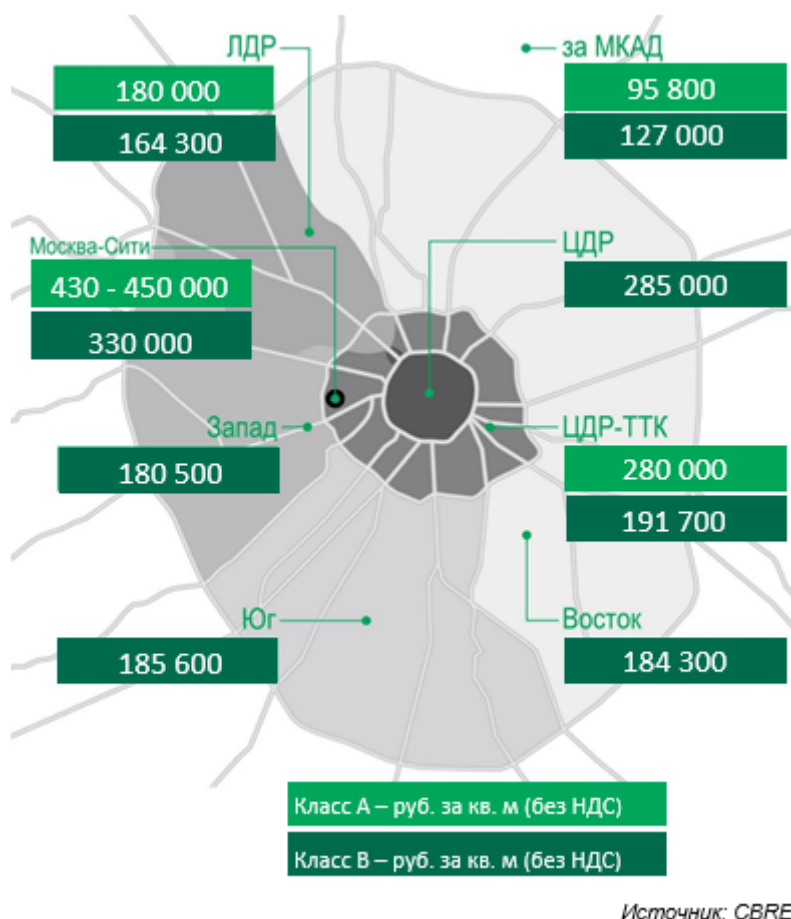 ЛДР
180 000
164 300
за МКАД
95 800
127 000
Москва-Сити
430 - 450 000
330 000
ЦДР
285 000
Запад
180 500
ЦДР-ТТК
280 000
191 700
Юг
185 600
Восток
184 300
Класс А – руб. за кв. м (без НДС)
Класс В – руб. за кв. м (без НДС)
Источник: CBRE